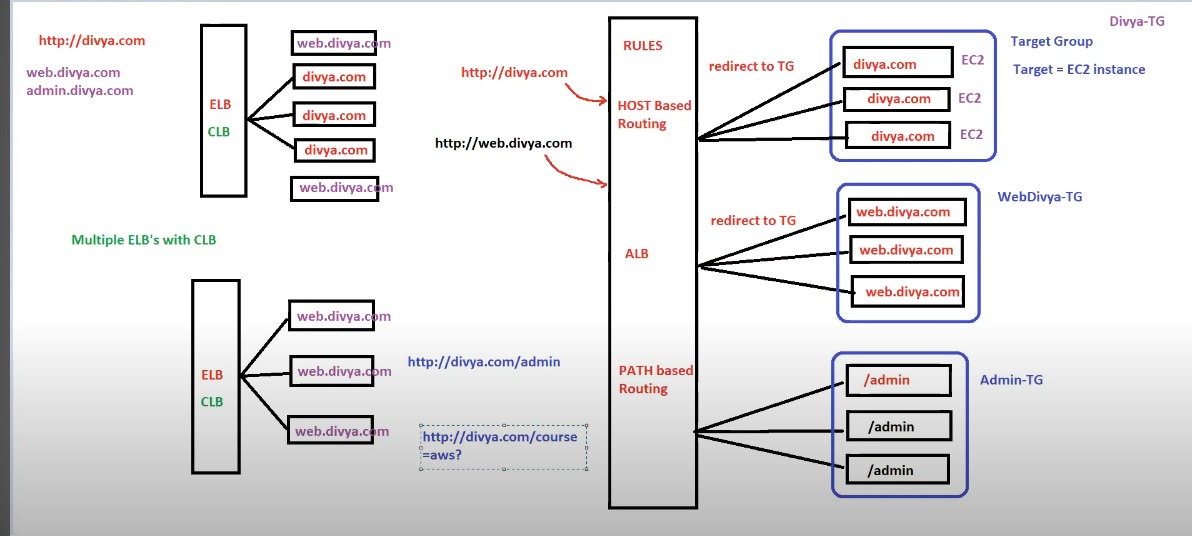 http://divya.com
web.divya.com
admin.divya.com
ELB
CLB
web.divya.com
divya.com
divya.com
divya.com
web.divya.com
Multiple ELB's with CLB
ELB
CLB
web.divya.com
web.divya.com
web.divya.com
http://divya.com
http://web.divya.com
http://divya.com/admin
http://divya.com/course
=aws?
RULES
HOST Based
Routing
ALB
PATH based
Routing
redirect to TG
divya.com
EC2
divya.com
EC2
divya.com
EC2
Divya-TG
Target Group
Target = EC2 instance
redirect to TG
web.divya.com
web.divya.com
web.divya.com
WebDivya-TG
/admin
/admin
/admin
Admin-TG